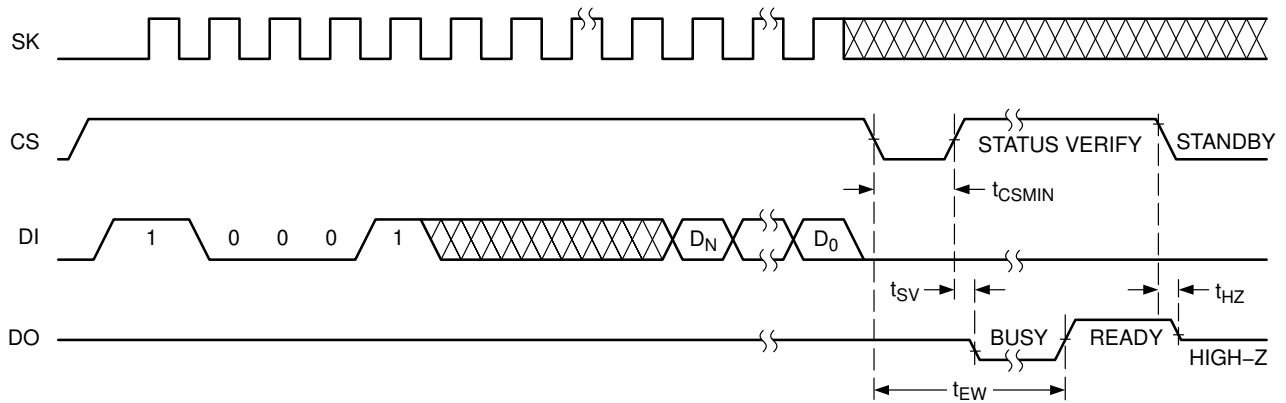 SK
CS
STATUS VERIFY
STANDBY
tCSMIN
DI
1
0
0
0
1
DN
D0
tSV
tHZ
DO
BUSY
READY
HIGH–Z
tEW